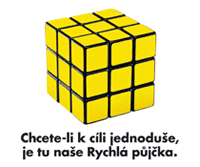 Chcete-li k cíli jednoduše,
je tu naše Rychlá půjčka.